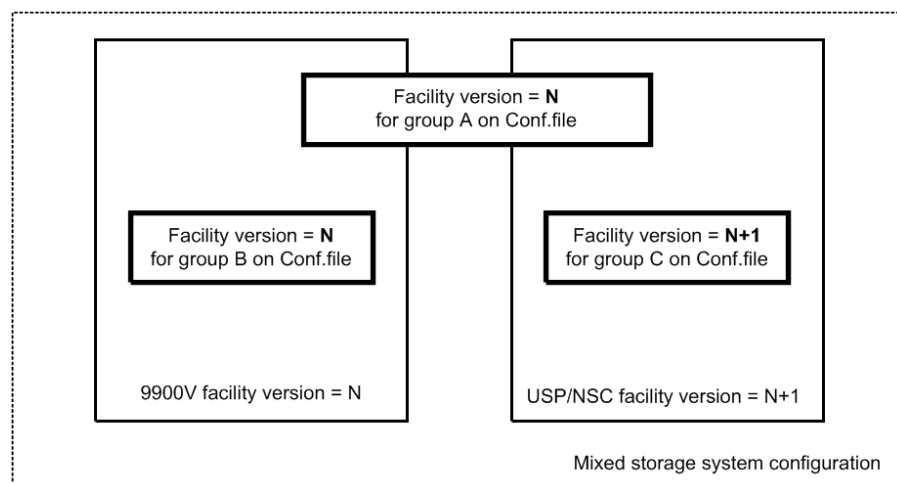 Facility version = N
for group A on Conf.file
Facility version = N
for group B on Conf.file
Facility version = N+1
for group C on Conf.file
9900V facility version = N
USP/NSC facility version = N+1
Mixed storage system configuration